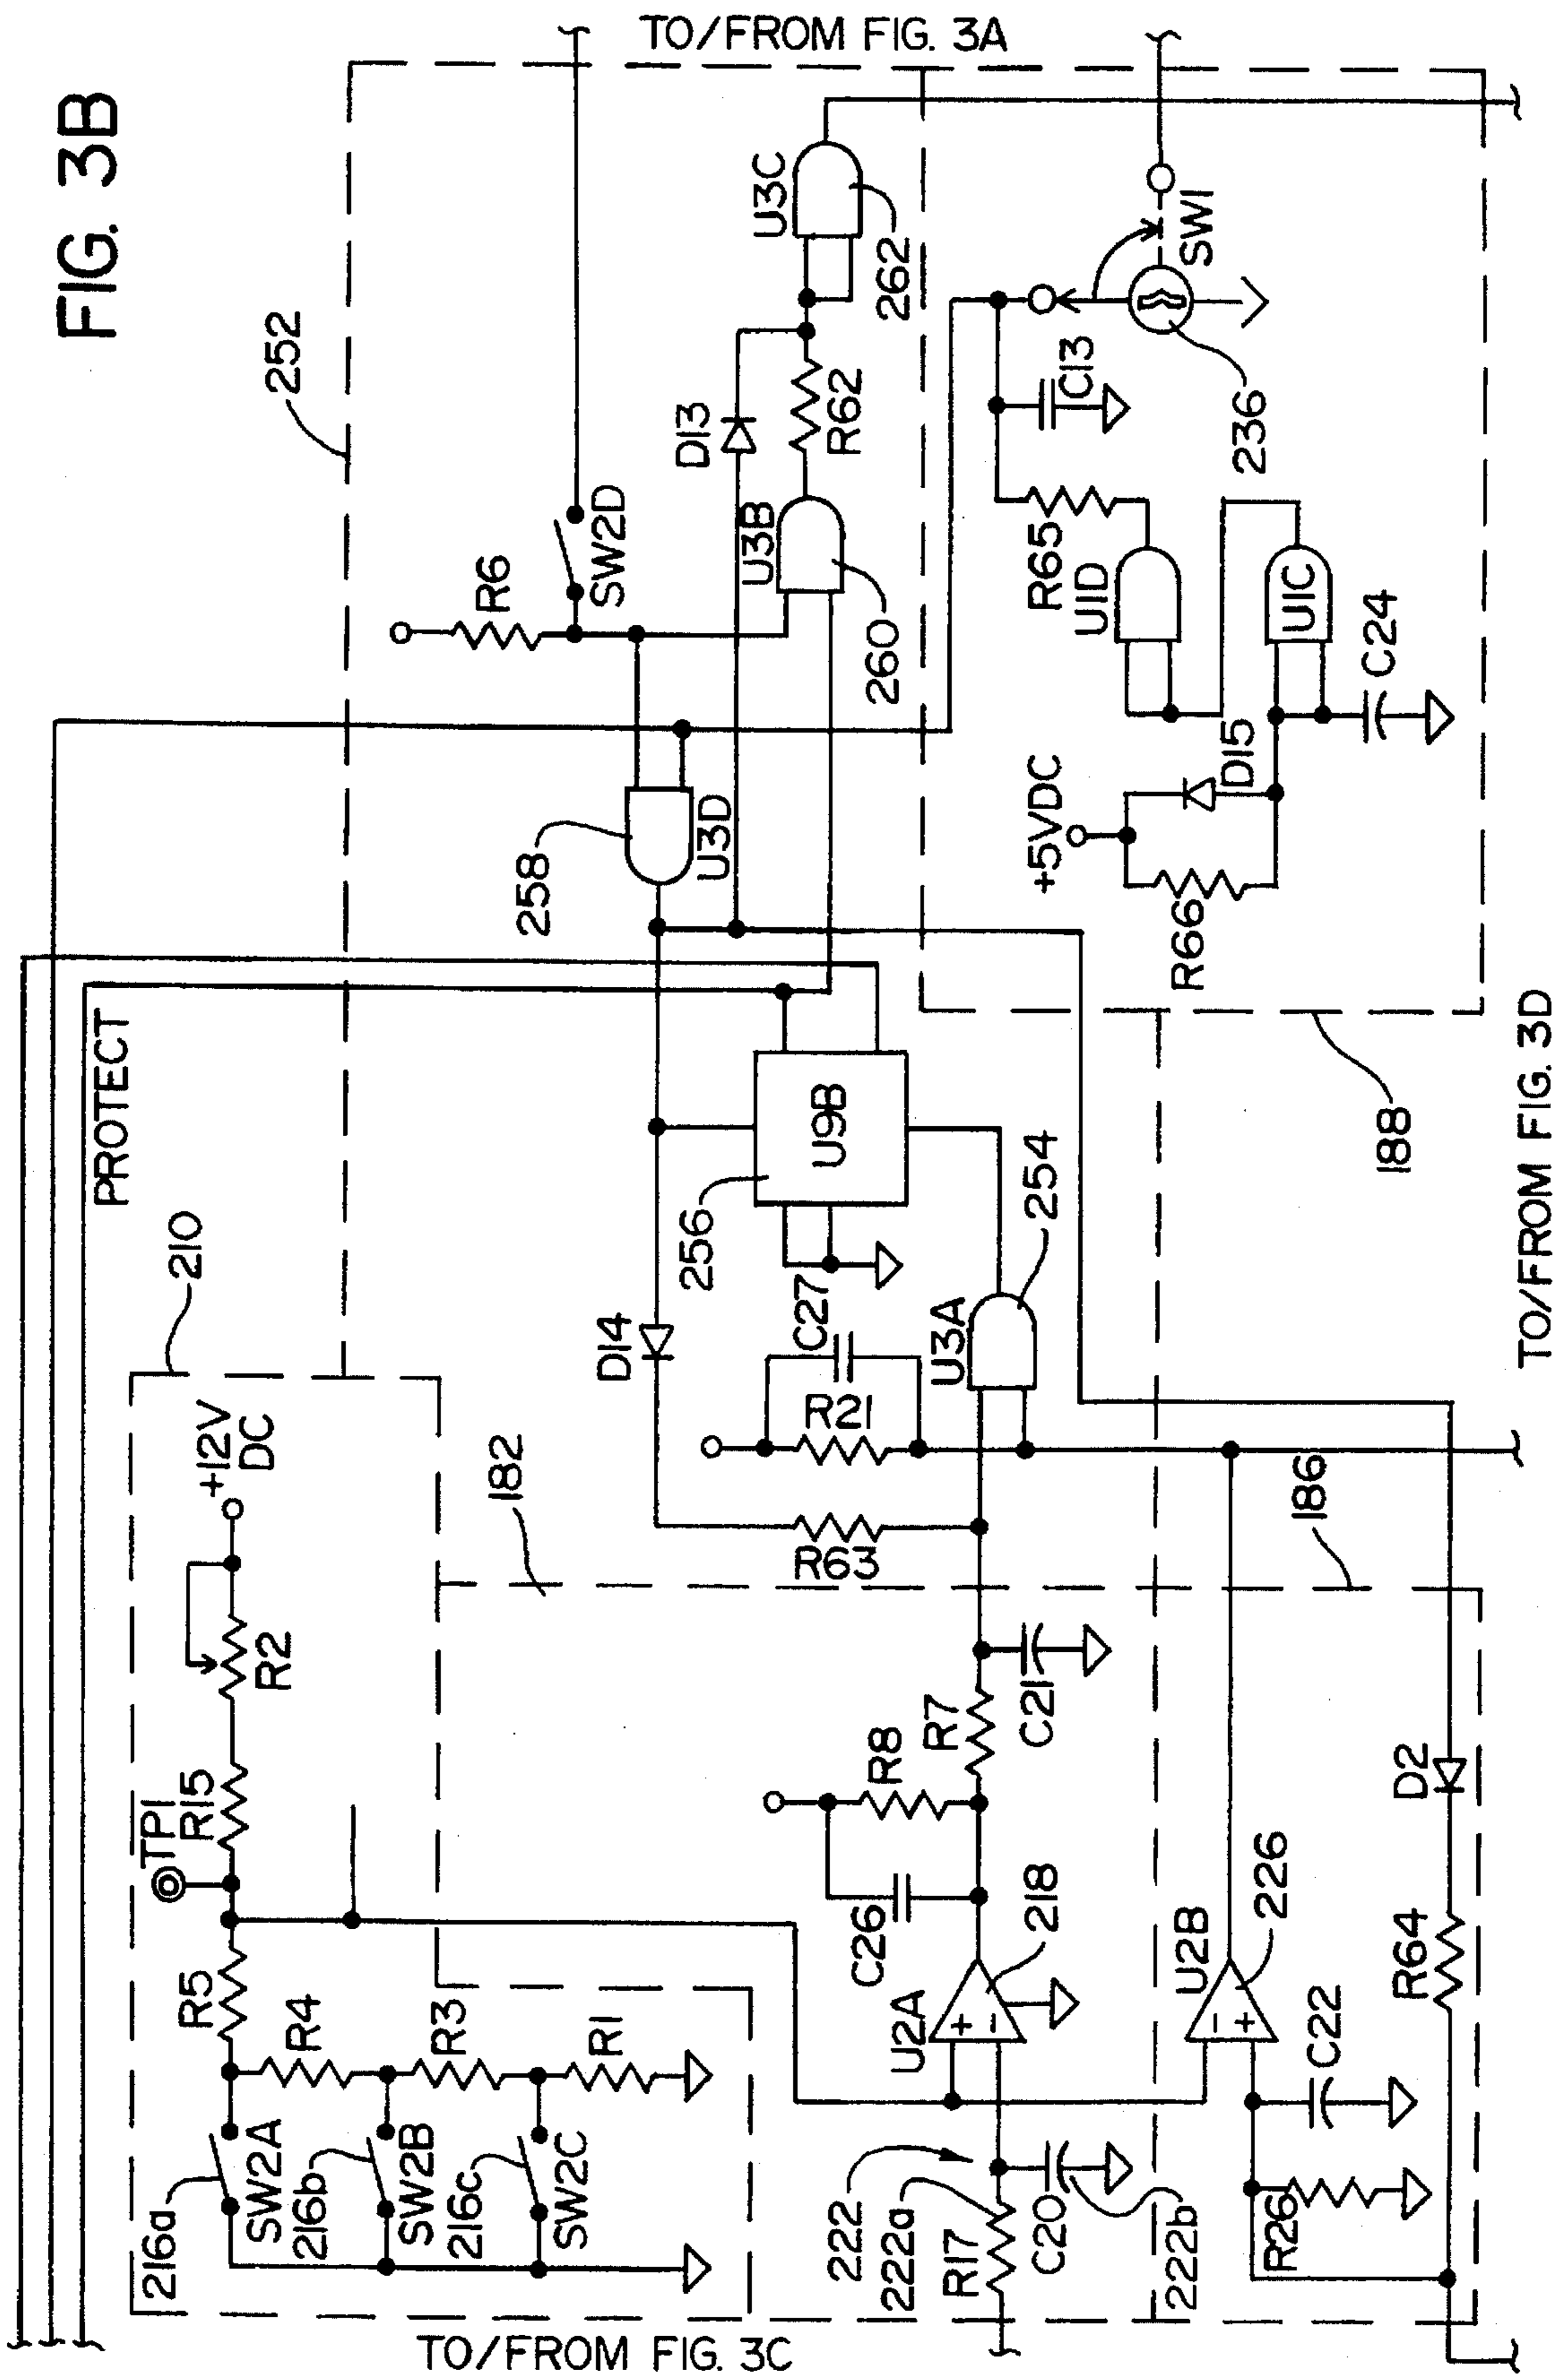 FIG. 3B
TO/FROM FIG. 3A
252
U3C
262
SW1
D13
R62
C13
236
SW2D
R6
U3B
260
R65
U1D
U1C
C24
258
U3D
+5VDC
D15
R66
PROTECT
U9B
256
254
188
TO/FROM FIG. 3D
210
D14
C27
U3A
R21
+12V
DC
182
186
R63
R2
R15
TP1
R8
R7
C21
D2
C26
218
226
R5
R4
R3
R1
U2A
+
-
U2B
-
+
R64
C22
216a
SW2A
216b
SW2B
216c
SW2C
222
222a
R17
C20
222b
R26
TO/FROM FIG. 3C